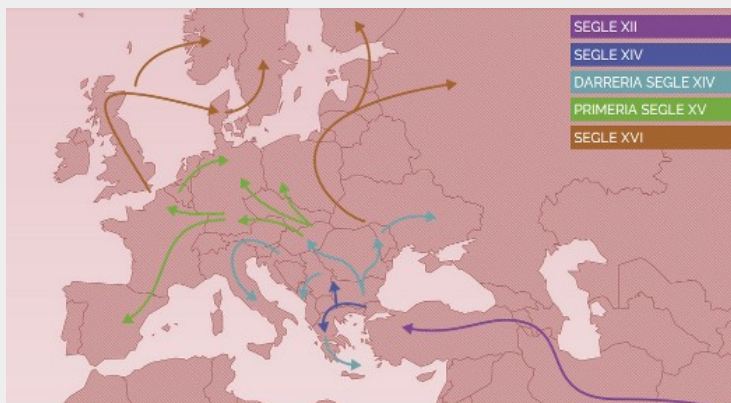 SEGLE XII
SEGLE XIV
DARRERIA SEGLE XIV
PRIMERIA SEGLE XV
SEGLE XVI